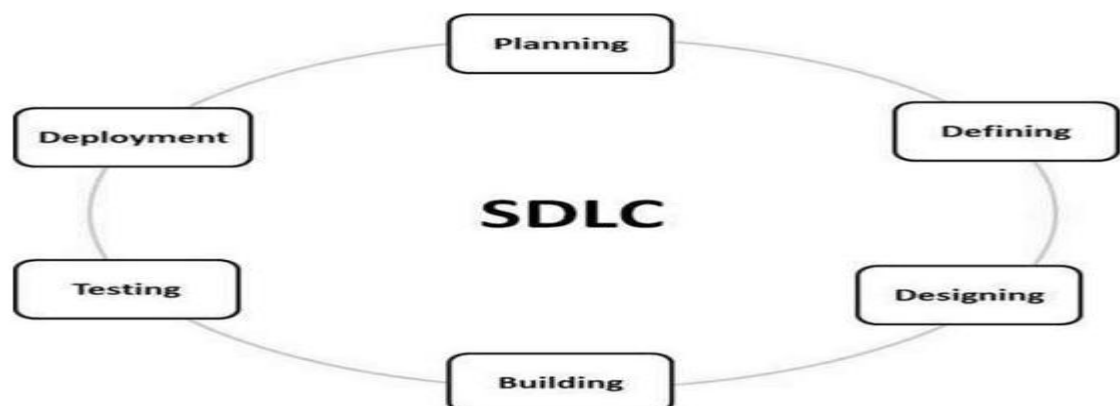 Planning
Deployment
Defining
SDLC
Testing
Designing
Building